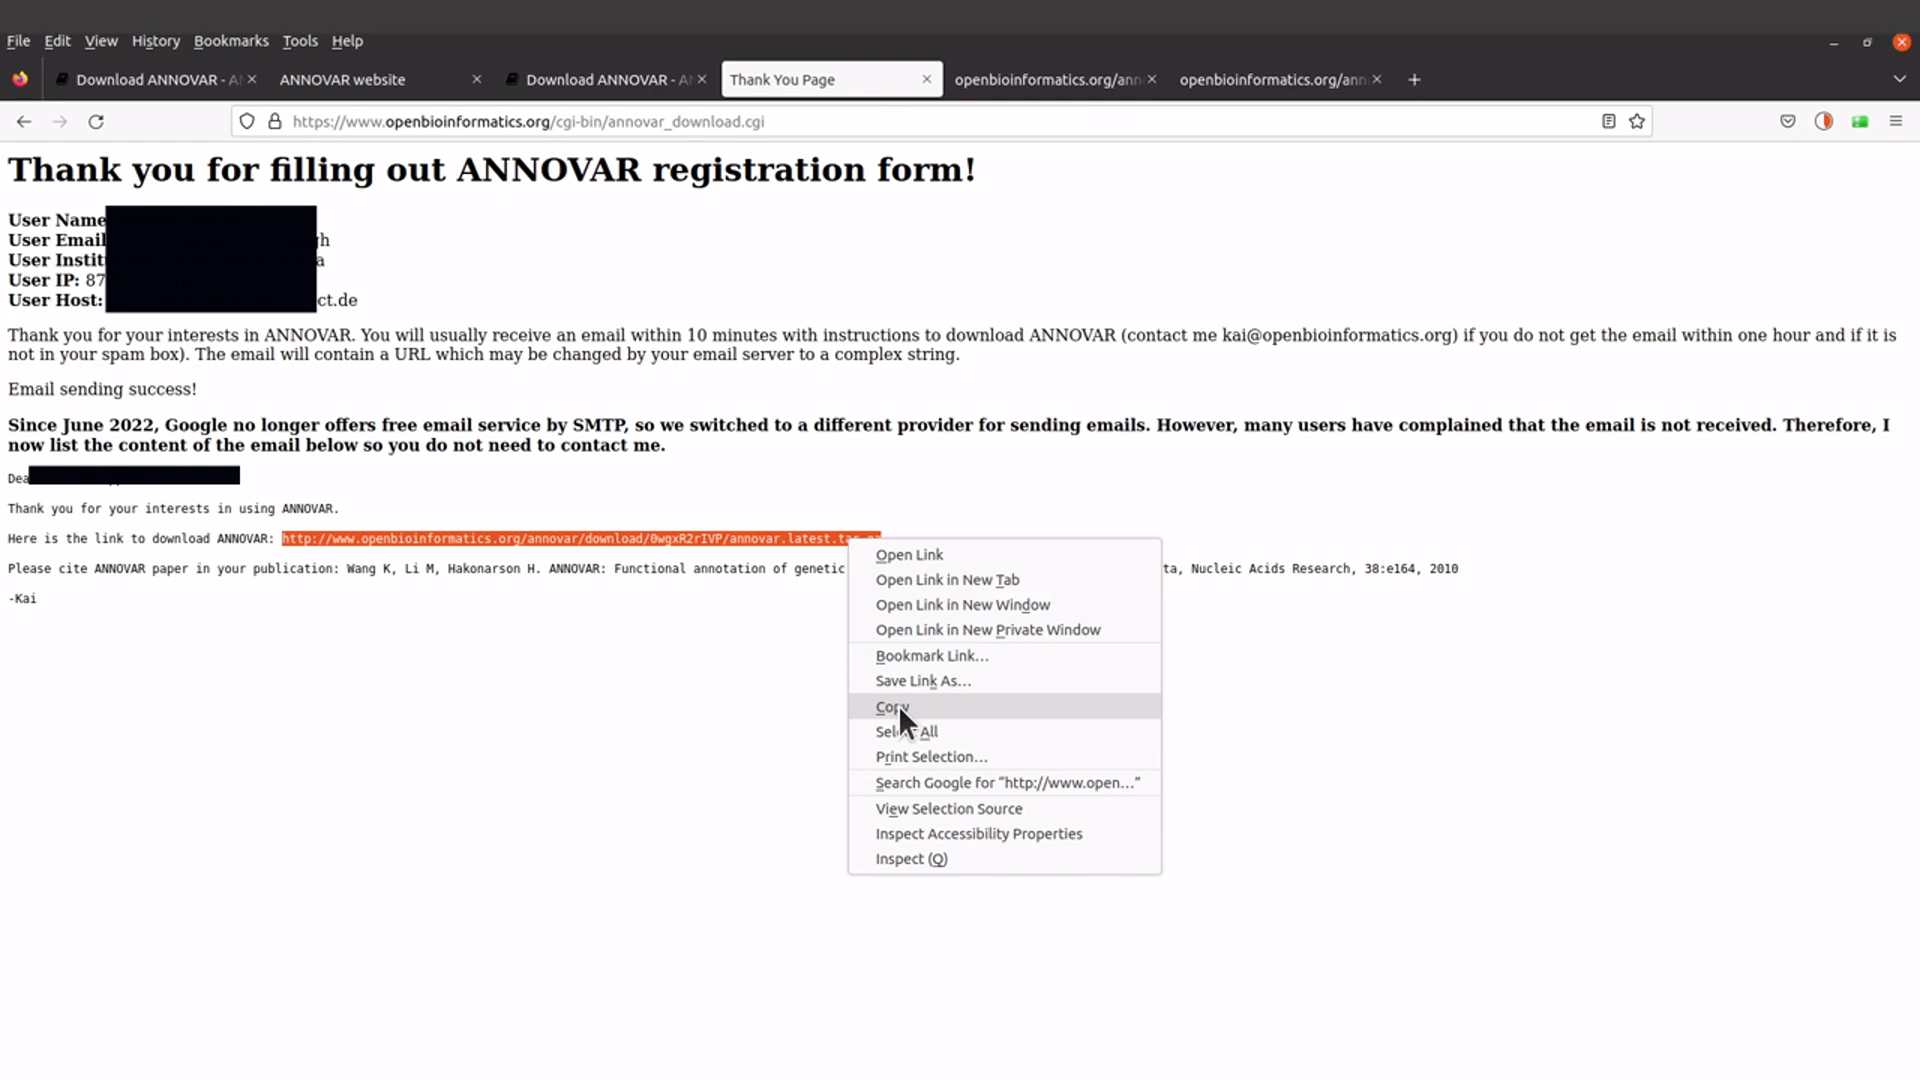 File Edit View History Bookmarks Tools Help
Download ANNOVAR - A
ANNOVAR website
Download ANNOVAR - A
Thank You Page
openbioinformatics.org/ann
openbioinformatics.org/ann
https://www.openbioinformatics.org/cgi-bin/annovar_download.cgi
Thank you for filling out ANNOVAR registration form!
User Name
User Email gh
User Instit a
User IP: 87
User Host: ct.de
Thank you for your interests in ANNOVAR. You will usually receive an email within 10 minutes with instructions to download ANNOVAR (contact me kai@openbioinformatics.org) if you do not get the email within one hour and if it is
not in your spam box). The email will contain a URL which may be changed by your email server to a complex string.
Email sending success!
Since June 2022, Google no longer offers free email service by SMTP, so we switched to a different provider for sending emails. However, many users have complained that the email is not received. Therefore, I
now list the content of the email below so you do not need to contact me.
Dea
Thank you for your interests in using ANNOVAR.
Here is the link to download ANNOVAR: http://www.openbioinformatics.org/annovar/download/0wgxR2rIVP/annovar.latest.tar.gz
Please cite ANNOVAR paper in your publication: Wang K, Li M, Hakonarson H. ANNOVAR: Functional annotation of genetic ta, Nucleic Acids Research, 38:e164, 2010
-Kai
Open Link
Open Link in New Tab
Open Link in New Window
Open Link in New Private Window
Bookmark Link...
Save Link As...
Copy
Select All
Print Selection...
Search Google for “http://www.open...”
View Selection Source
Inspect Accessibility Properties
Inspect (Q)